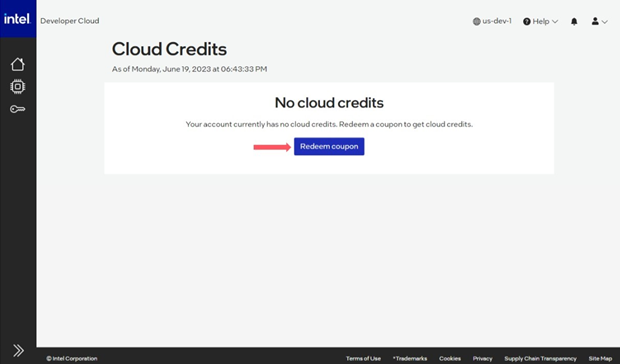 intel.
Developer Cloud
us-dev-1
Help
Cloud Credits
As of Monday, June 19, 2023 at 06:43:33 PM
No cloud credits
Your account currently has no cloud credits. Redeem a coupon to get cloud credits.
Redeem coupon
© Intel Corporation
Terms of Use
*Trademarks
Cookies
Privacy
Supply Chain Transparency
Site Map